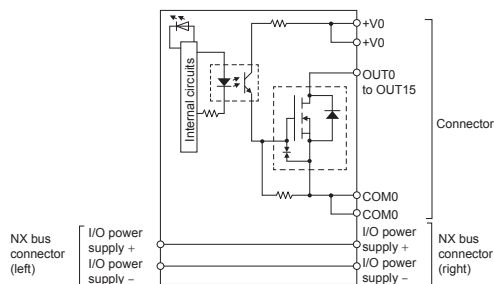 +V0
+V0
OUT0
to OUT15
Internal circuits
Connector
COM0
COM0
NX bus
connector
(left)
I/O power
supply +
I/O power
supply −
I/O power
supply +
I/O power
supply −
NX bus
connector
(right)